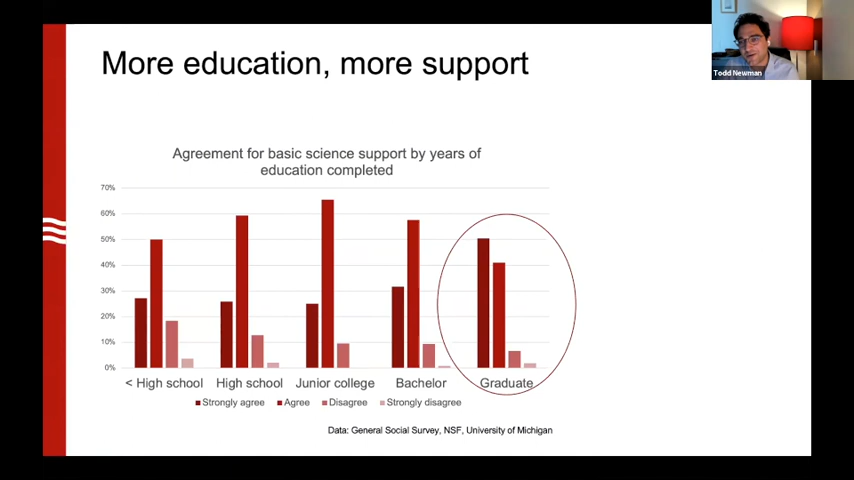 More education, more support
Todd Newman
Agreement for basic science support by years of
education completed
70%
60%
50%
40%
30%
20%
10%
0%
< High school High school Junior college Bachelor Graduate
Strongly agree Agree Disagree Strongly disagree
Data: General Social Survey, NSF, University of Michigan